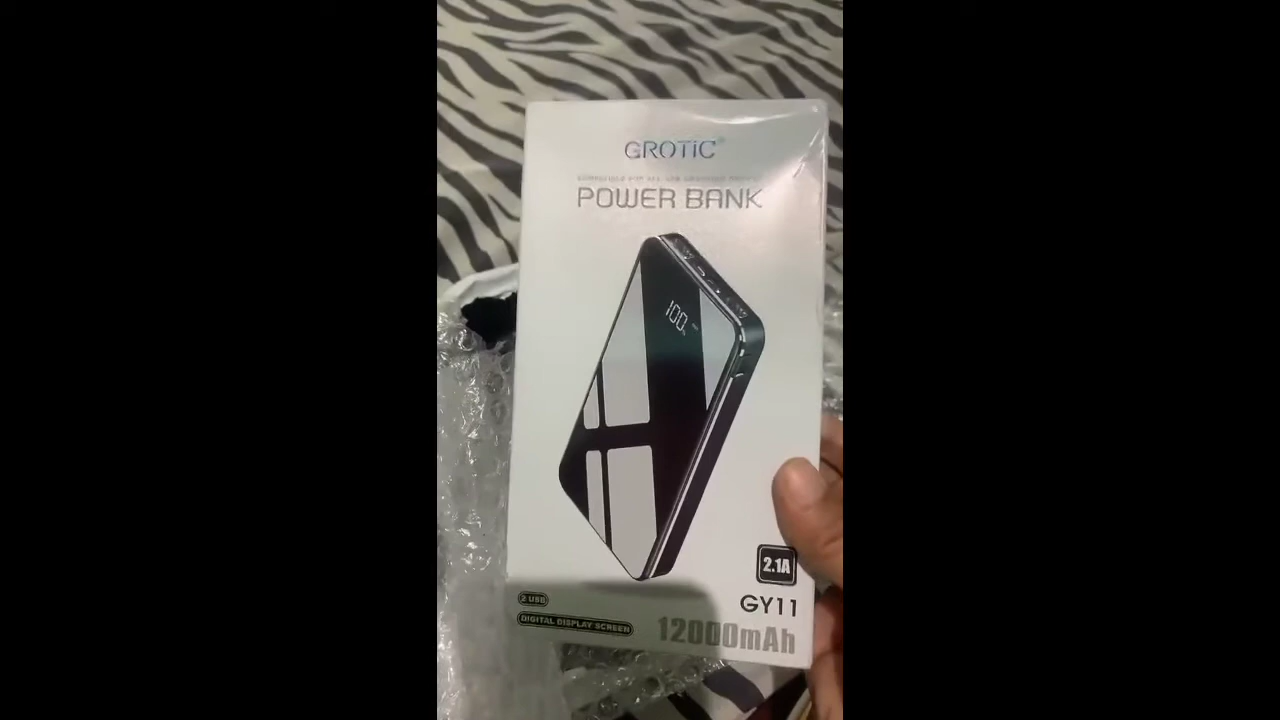 GROTiC
POWER BANK
100%
2.1A
GY11
2 USB
DIGITAL DISPLAY SCREEN
12000mAh